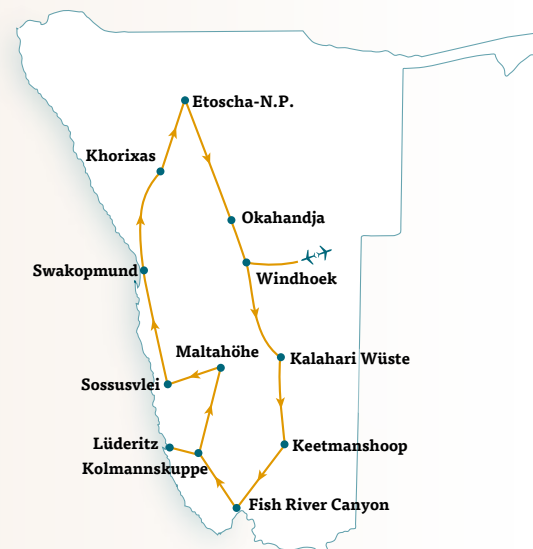 Etoscha-N.P.
Khorixas
Okahandja
Swakopmund
Windhoek
Maltahöhe
Kalahari Wüste
Sossusvlei
Lüderitz
Keetmanshoop
Kolmannskuppe
Fish River Canyon